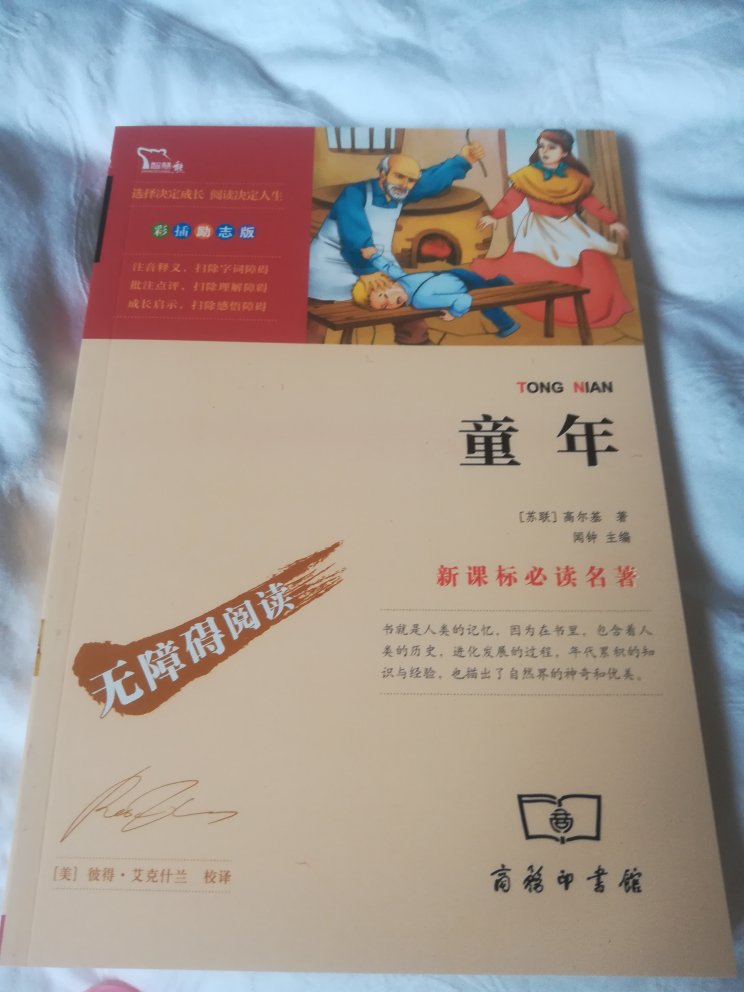 智慧熊
选择决定成长 阅读决定人生
彩插励志版
注音释义，扫除字词障碍
批注点评，扫除理解障碍
成长启示，扫除感悟障碍
TONG NIAN
童年
［苏联］高尔基 著
闻钟 主编
新课标必读名著
书就是人类的记忆，因为在书里，包含着人
类的历史，进化发展的过程，年代累积的知
识与经验，也描出了自然界的神奇和优美。
无障碍阅读
［美］彼得·艾克什兰 校译
商務印書館